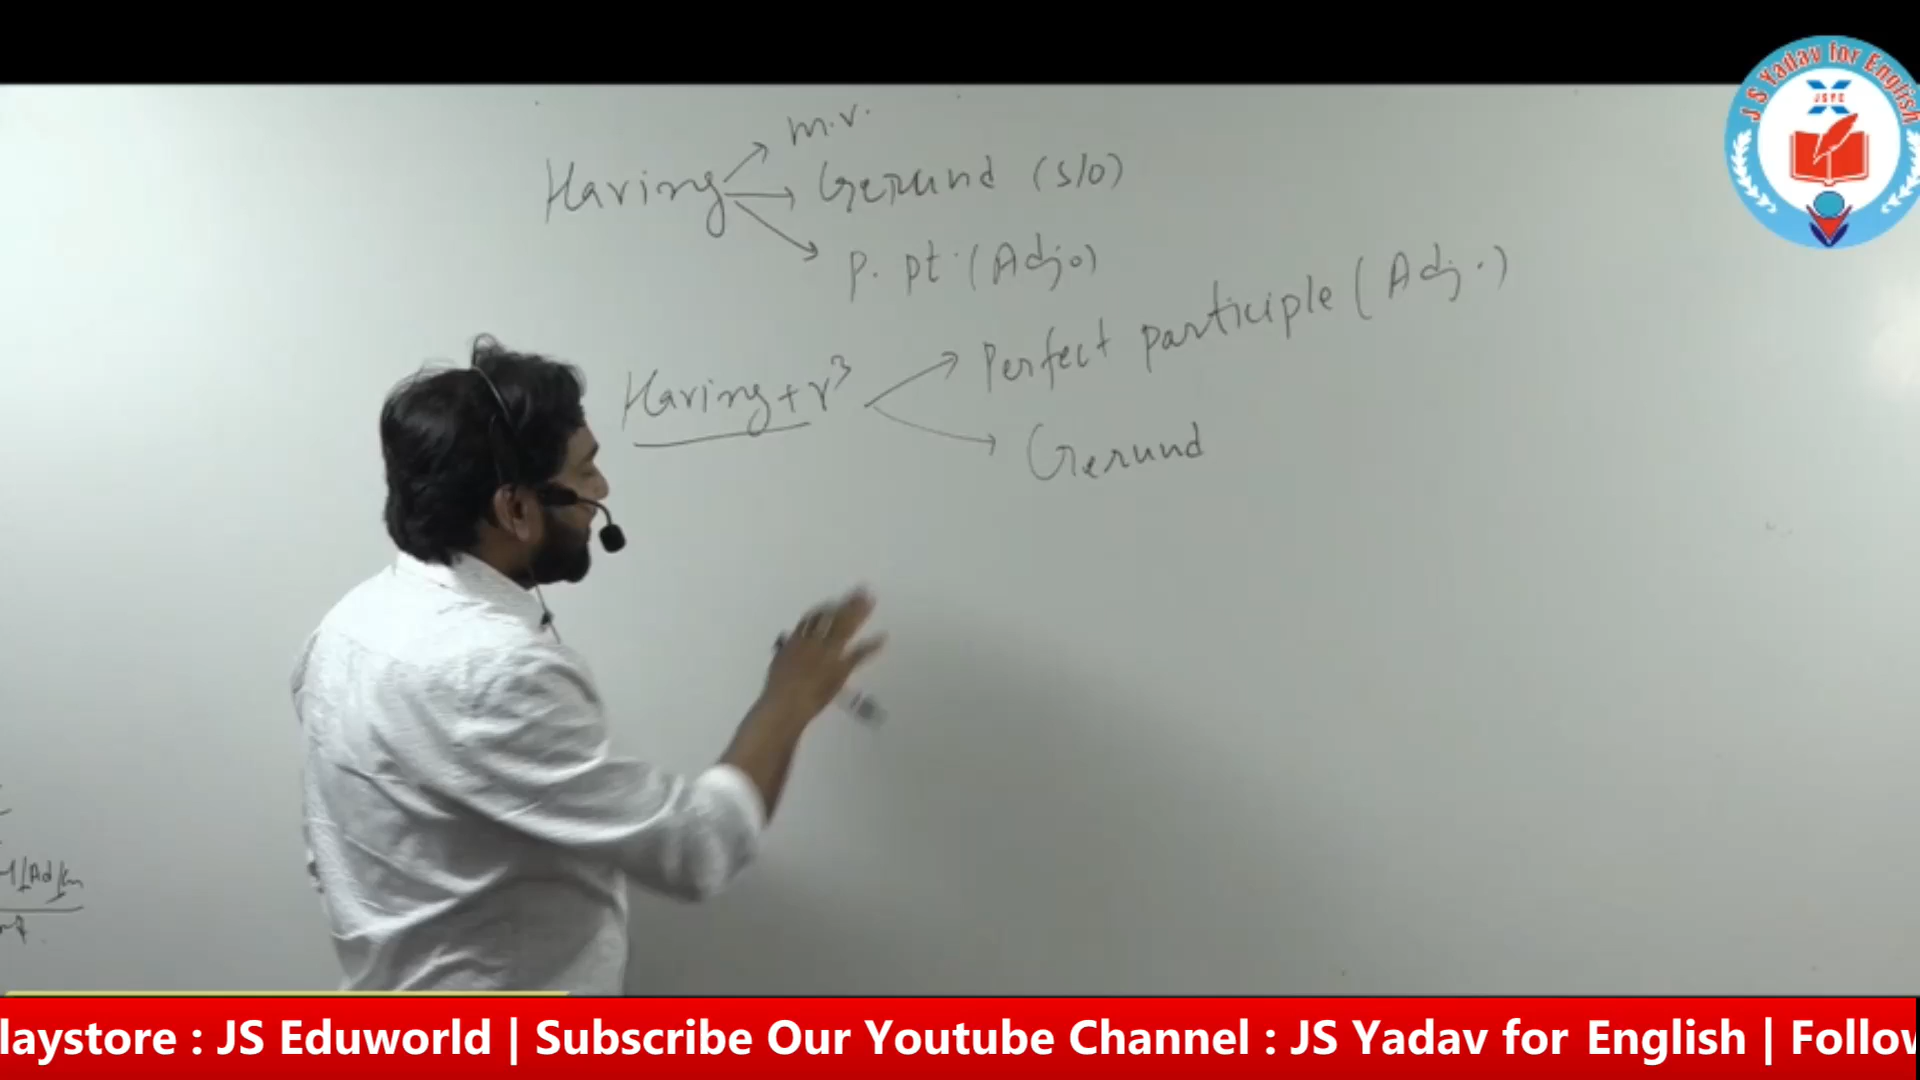 J S Yadav for English
JSYE
m.v.
Having
Gerund (s/o)
P. pt. (Adj.)
Perfect participle (Adj.)
Having + v3
Gerund
laystore : JS Eduworld | Subscribe Our Youtube Channel : JS Yadav for English | Follow